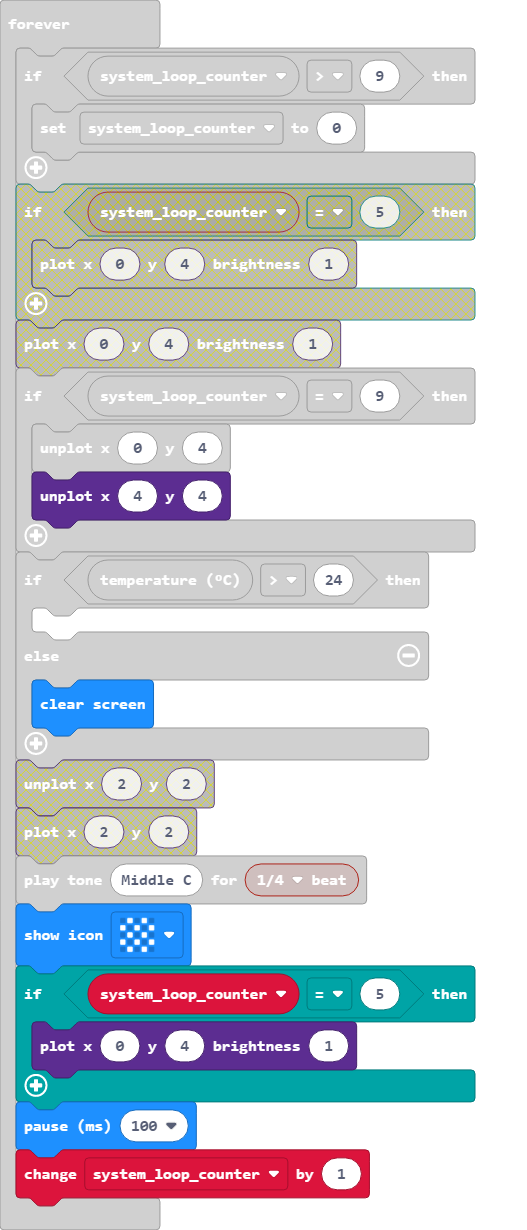 forever
if system_loop_counter > 9 then
set system_loop_counter to 0
if system_loop_counter = 5 then
plot x 0 y 4 brightness 1
plot x 0 y 4 brightness 1
if system_loop_counter = 9 then
unplot x 0 y 4
unplot x 4 y 4
if temperature (ºC) > 24 then
else
clear screen
unplot x 2 y 2
plot x 2 y 2
play tone Middle C for 1/4 beat
show icon
if system_loop_counter = 5 then
plot x 0 y 4 brightness 1
pause (ms) 100
change system_loop_counter by 1